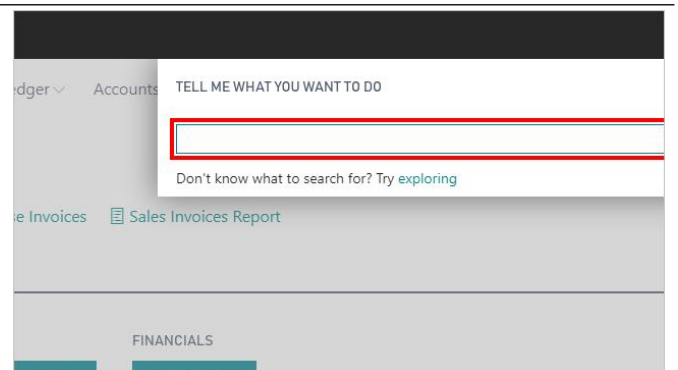 TELL ME WHAT YOU WANT TO DO
Accounts
Don't know what to search for? Try exploring
Invoices Sales Invoices Report
FINANCIALS